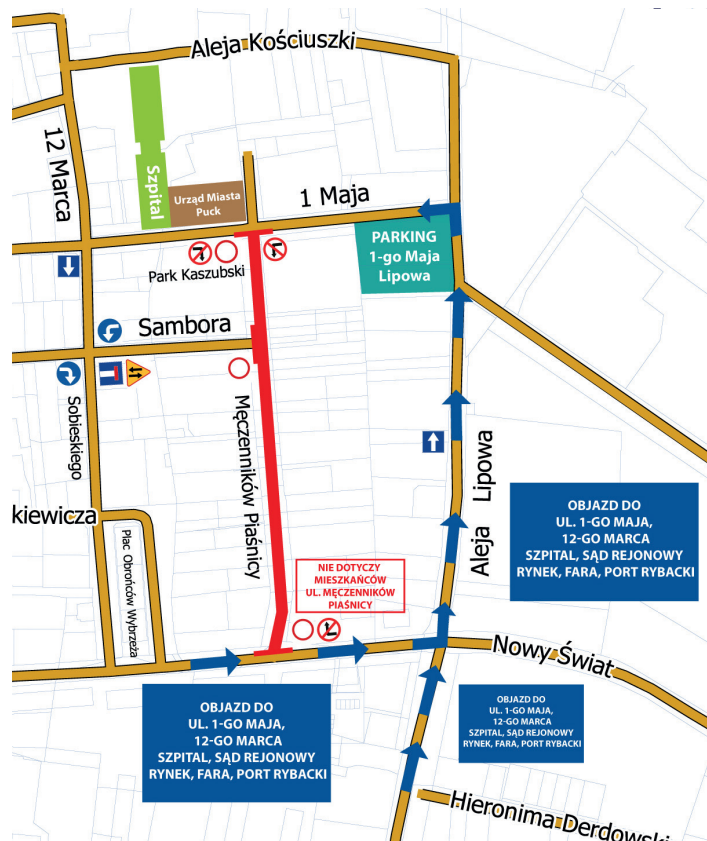 Aleja Kościuszki
12 Marca
Szpital
Urząd Miasta
Puck
1 Maja
PARKING
1-go Maja
Lipowa
Park Kaszubski
Sambora
Sobieskiego
Męczenników Piaśnicy
Aleja Lipowa
kiewicza
Plac Obrońców Wybrzeża
OBJAZD DO
UL. 1-GO MAJA,
12-GO MARCA
SZPITAL, SĄD REJONOWY
RYNEK, FARA, PORT RYBACKI
NIE DOTYCZY
MIESZKAŃCÓW
UL. MĘCZENNIKÓW
PIAŚNICY
Nowy Świat
OBJAZD DO
UL. 1-GO MAJA,
12-GO MARCA
SZPITAL, SĄD REJONOWY
RYNEK, FARA, PORT RYBACKI
OBJAZD DO
UL. 1-GO MAJA,
12-GO MARCA
SZPITAL, SĄD REJONOWY
RYNEK, FARA, PORT RYBACKI
Hieronima Derdowski